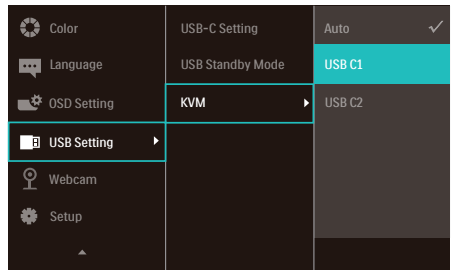 Color
Language
OSD Setting
USB Setting
Webcam
Setup
USB-C Setting
USB Standby Mode
KVM
Auto
USB C1
USB C2